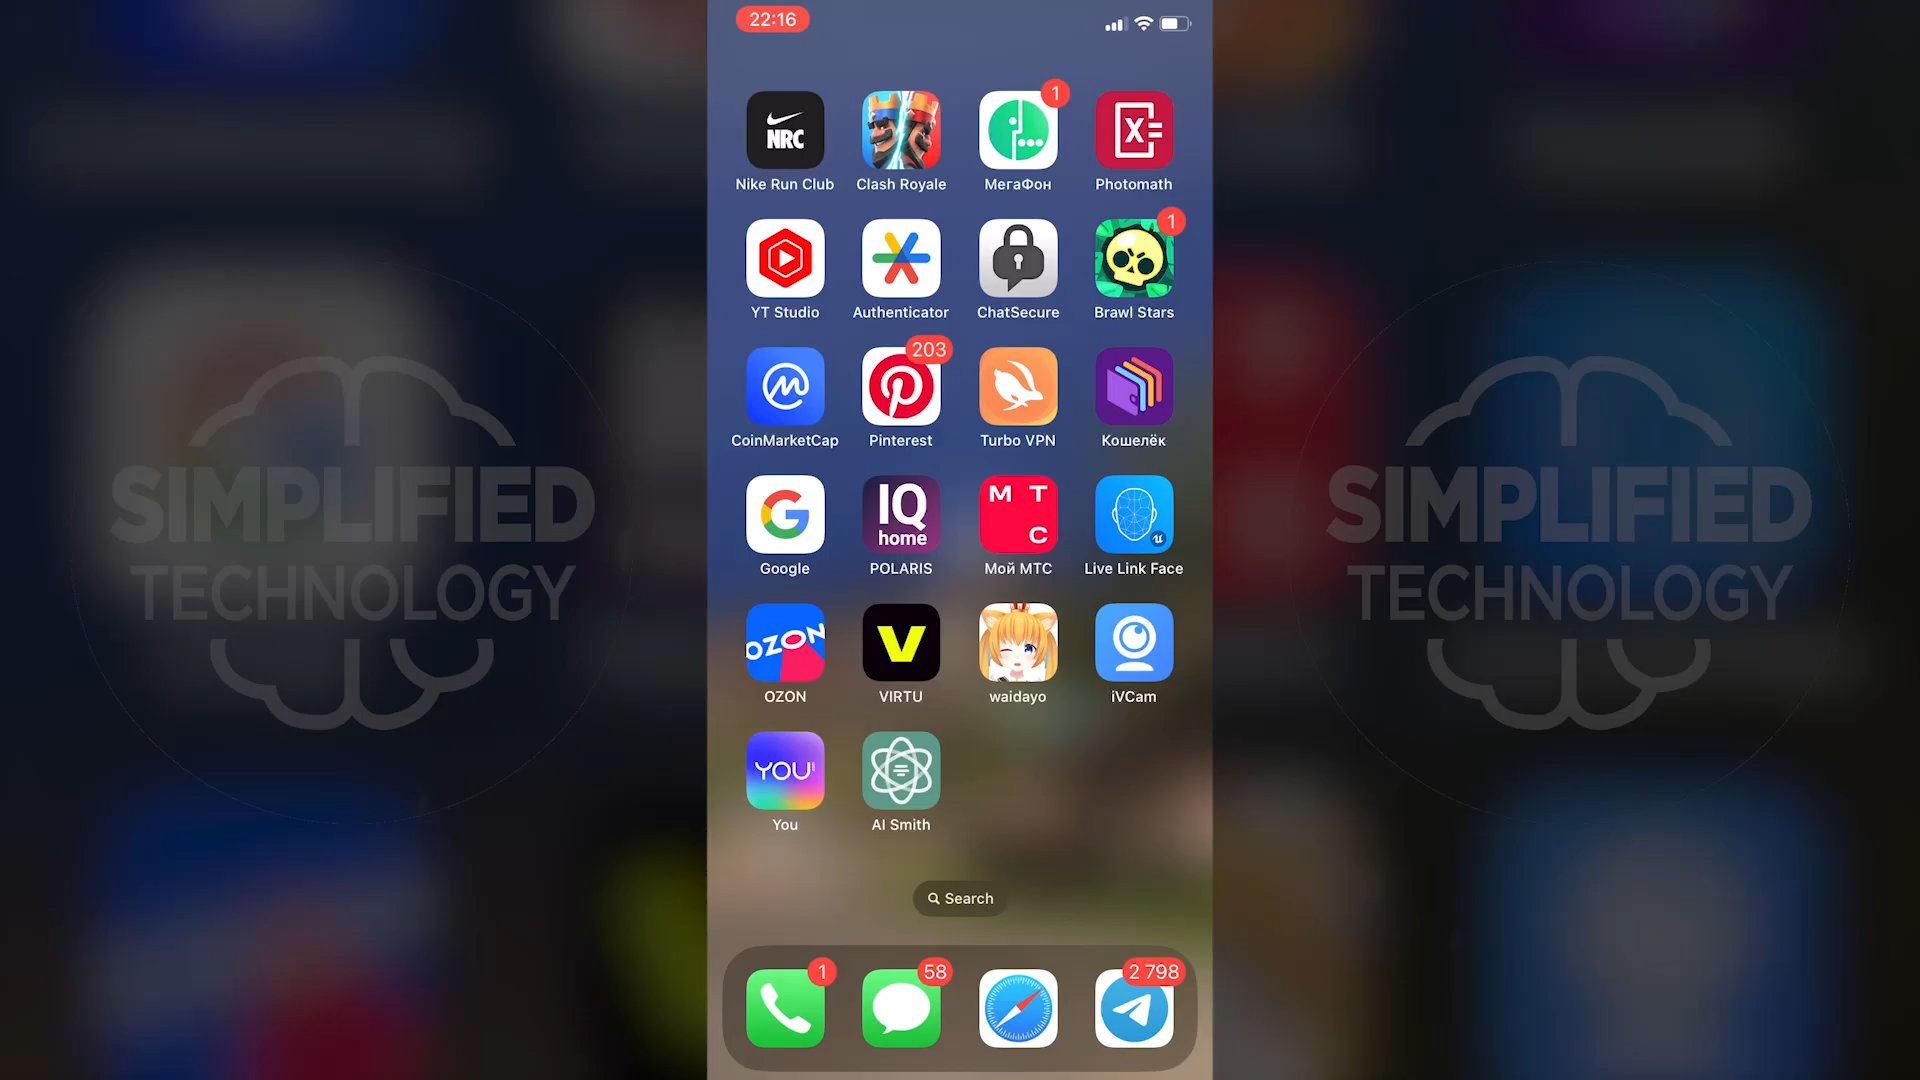 22:16
NRC
1
X=
Nike Run Club
Clash Royale
МегаФон
Photomath
1
YT Studio
Authenticator
ChatSecure
Brawl Stars
203
CoinMarketCap
Pinterest
Turbo VPN
Кошелёк
G
IQ home
М Т С
Google
POLARIS
Мой МТС
Live Link Face
OZON
V
OZON
VIRTU
waidayo
iVCam
YOU
You
AI Smith
Search
1
58
2 798
SIMPLIFIED
TECHNOLOGY
SIMPLIFIED
TECHNOLOGY